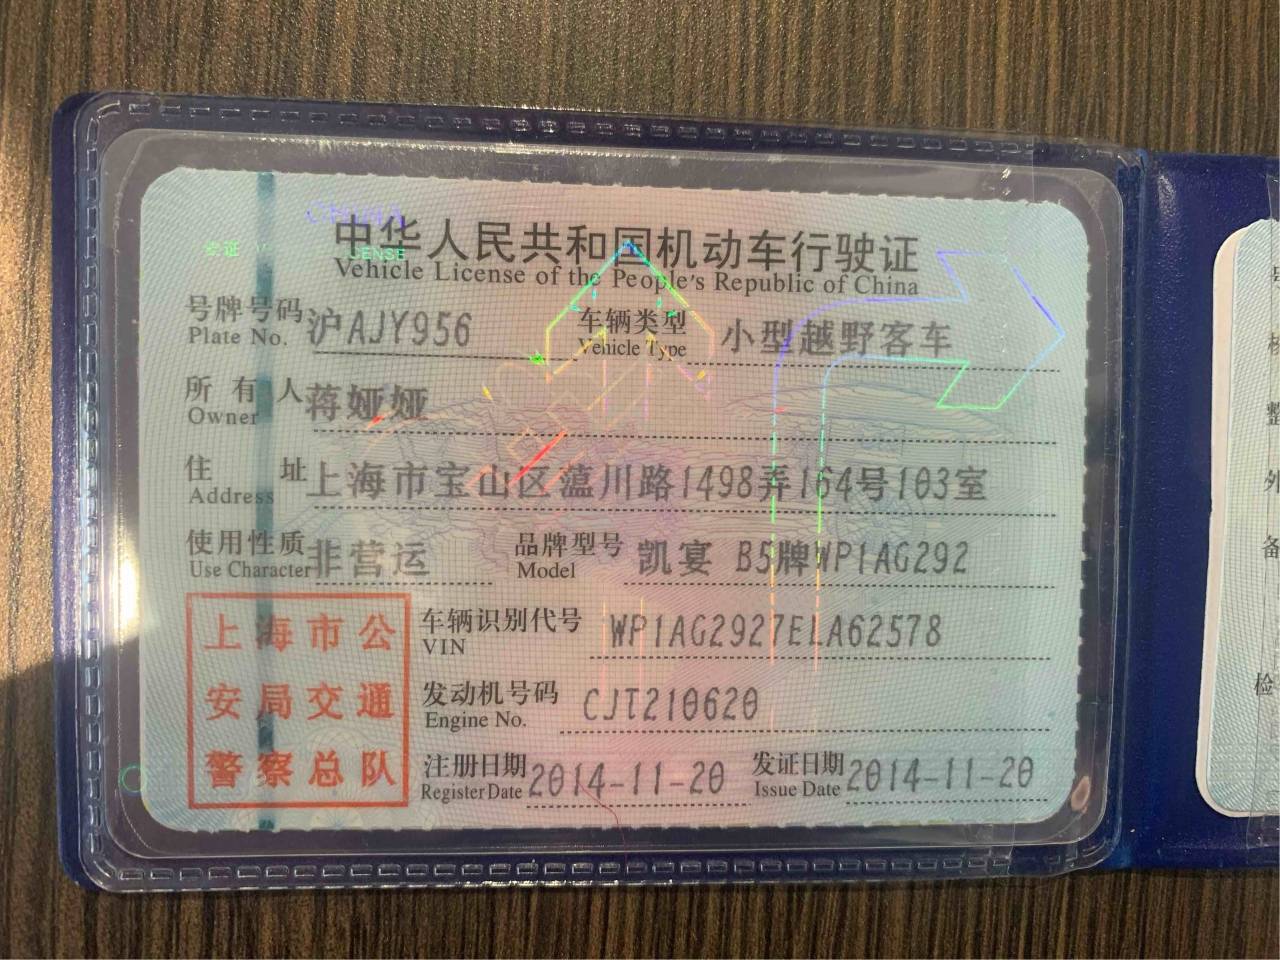 中华人民共和国机动车行驶证
Vehicle License of the People's Republic of China
号牌号码 沪AJY956 车辆类型 小型越野客车
Plate No. Vehicle Type
所有人 蒋娅娅
Owner
住址 上海市宝山区蕰川路1498弄164号103室
Address
使用性质 非营运 品牌型号 凯宴 B5牌WP1AG292
Use Character Model
上海市公
安局交通
警察总队
车辆识别代号 WP1AG2927ELA62578
VIN
发动机号码 CJT210620
Engine No.
注册日期 2014-11-20 发证日期 2014-11-20
Register Date Issue Date
整
外
备
检